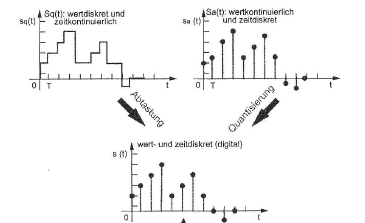 Sq(t): wertdiskret und
zeitkontinuierlich
sq(t)
0 T t
Sa(t): wertkontinuierlich
und zeitdiskret
sa (t)
0 T t
Abtastung
Quantisierung
wert- und zeitdiskret (digital)
s (t)
0 t